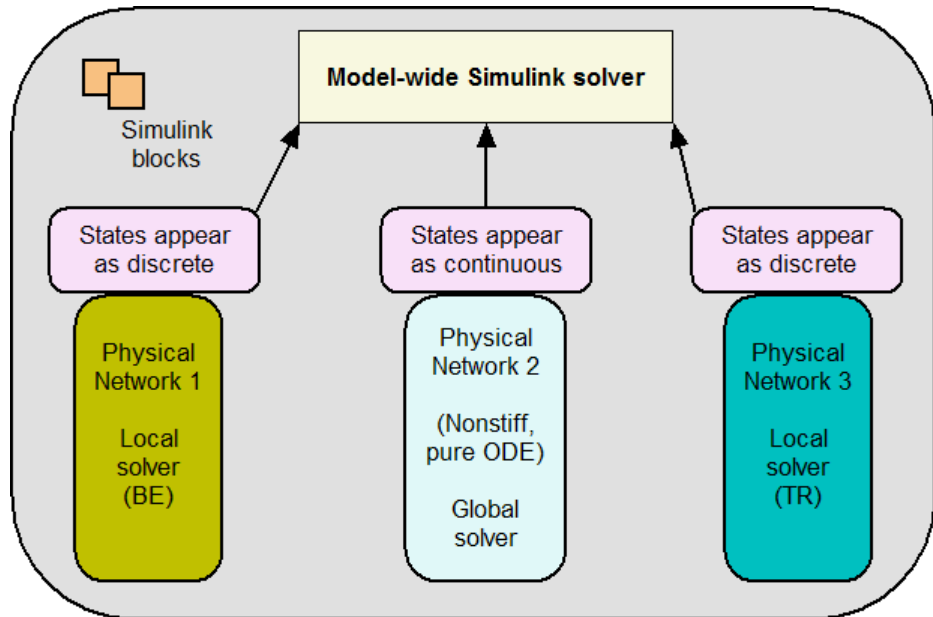 Model-wide Simulink solver
Simulink
blocks
States appear
as discrete
States appear
as continuous
States appear
as discrete
Physical
Network 1
Local
solver
(BE)
Physical
Network 2
(Nonstiff,
pure ODE)
Global
solver
Physical
Network 3
Local
solver
(TR)